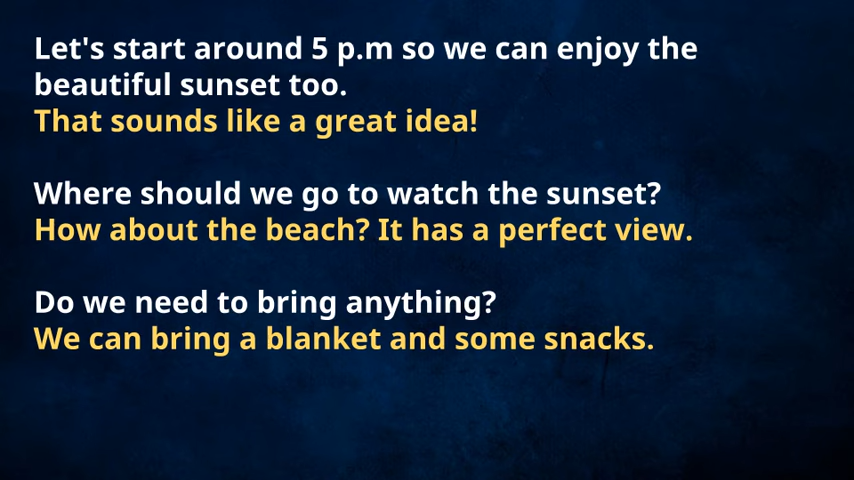 Let's start around 5 p.m so we can enjoy the
beautiful sunset too.
That sounds like a great idea!
Where should we go to watch the sunset?
How about the beach? It has a perfect view.
Do we need to bring anything?
We can bring a blanket and some snacks.